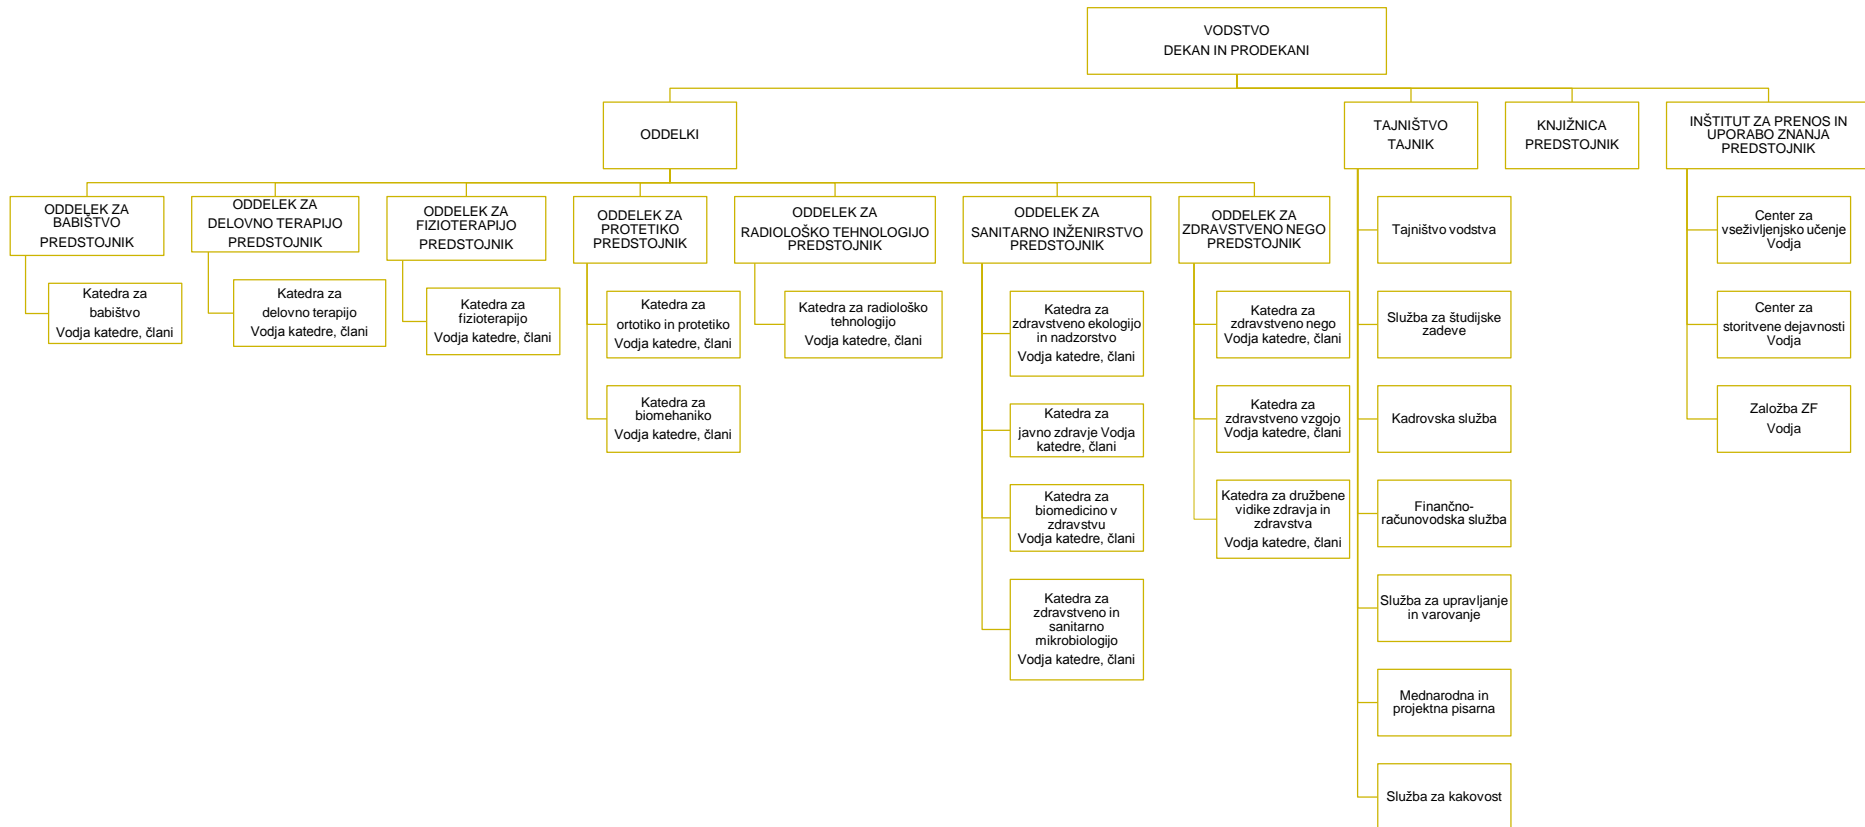 VODSTVO
DEKAN IN PRODEKANI
ODDELKI
TAJNIŠTVO
TAJNIK
KNJIŽNICA
PREDSTOJNIK
INŠTITUT ZA PRENOS IN
UPORABO ZNANJA
PREDSTOJNIK
ODDELEK ZA
BABIŠTVO
PREDSTOJNIK
ODDELEK ZA
DELOVNO TERAPIJO
PREDSTOJNIK
ODDELEK ZA
FIZIOTERAPIJO
PREDSTOJNIK
ODDELEK ZA
PROTETIKO
PREDSTOJNIK
ODDELEK ZA
RADIOLOŠKO TEHNOLOGIJO
PREDSTOJNIK
ODDELEK ZA
SANITARNO INŽENIRSTVO
PREDSTOJNIK
ODDELEK ZA
ZDRAVSTVENO NEGO
PREDSTOJNIK
Katedra za
babištvo
Vodja katedre, člani
Katedra za
delovno terapijo
Vodja katedre, člani
Katedra za
fizioterapijo
Vodja katedre, člani
Katedra za
ortotiko in protetiko
Vodja katedre, člani
Katedra za
biomehaniko
Vodja katedre, člani
Katedra za radiološko
tehnologijo
Vodja katedre, člani
Katedra za
zdravstveno ekologijo
in nadzorstvo
Vodja katedre, člani
Katedra za
javno zdravje Vodja
katedre, člani
Katedra za
biomedicino v
zdravstvu
Vodja katedre, člani
Katedra za
zdravstveno in
sanitarno
mikrobiologijo
Vodja katedre, člani
Katedra za
zdravstveno nego
Vodja katedre, člani
Katedra za
zdravstveno vzgojo
Vodja katedre, člani
Katedra za družbene
vidike zdravja in
zdravstva
Vodja katedre, člani
Tajništvo vodstva
Služba za študijske
zadeve
Kadrovska služba
Finančno-
računovodska služba
Služba za upravljanje
in varovanje
Mednarodna in
projektna pisarna
Služba za kakovost
Center za
vseživljenjsko učenje
Vodja
Center za
storitvene dejavnosti
Vodja
Založba ZF
Vodja